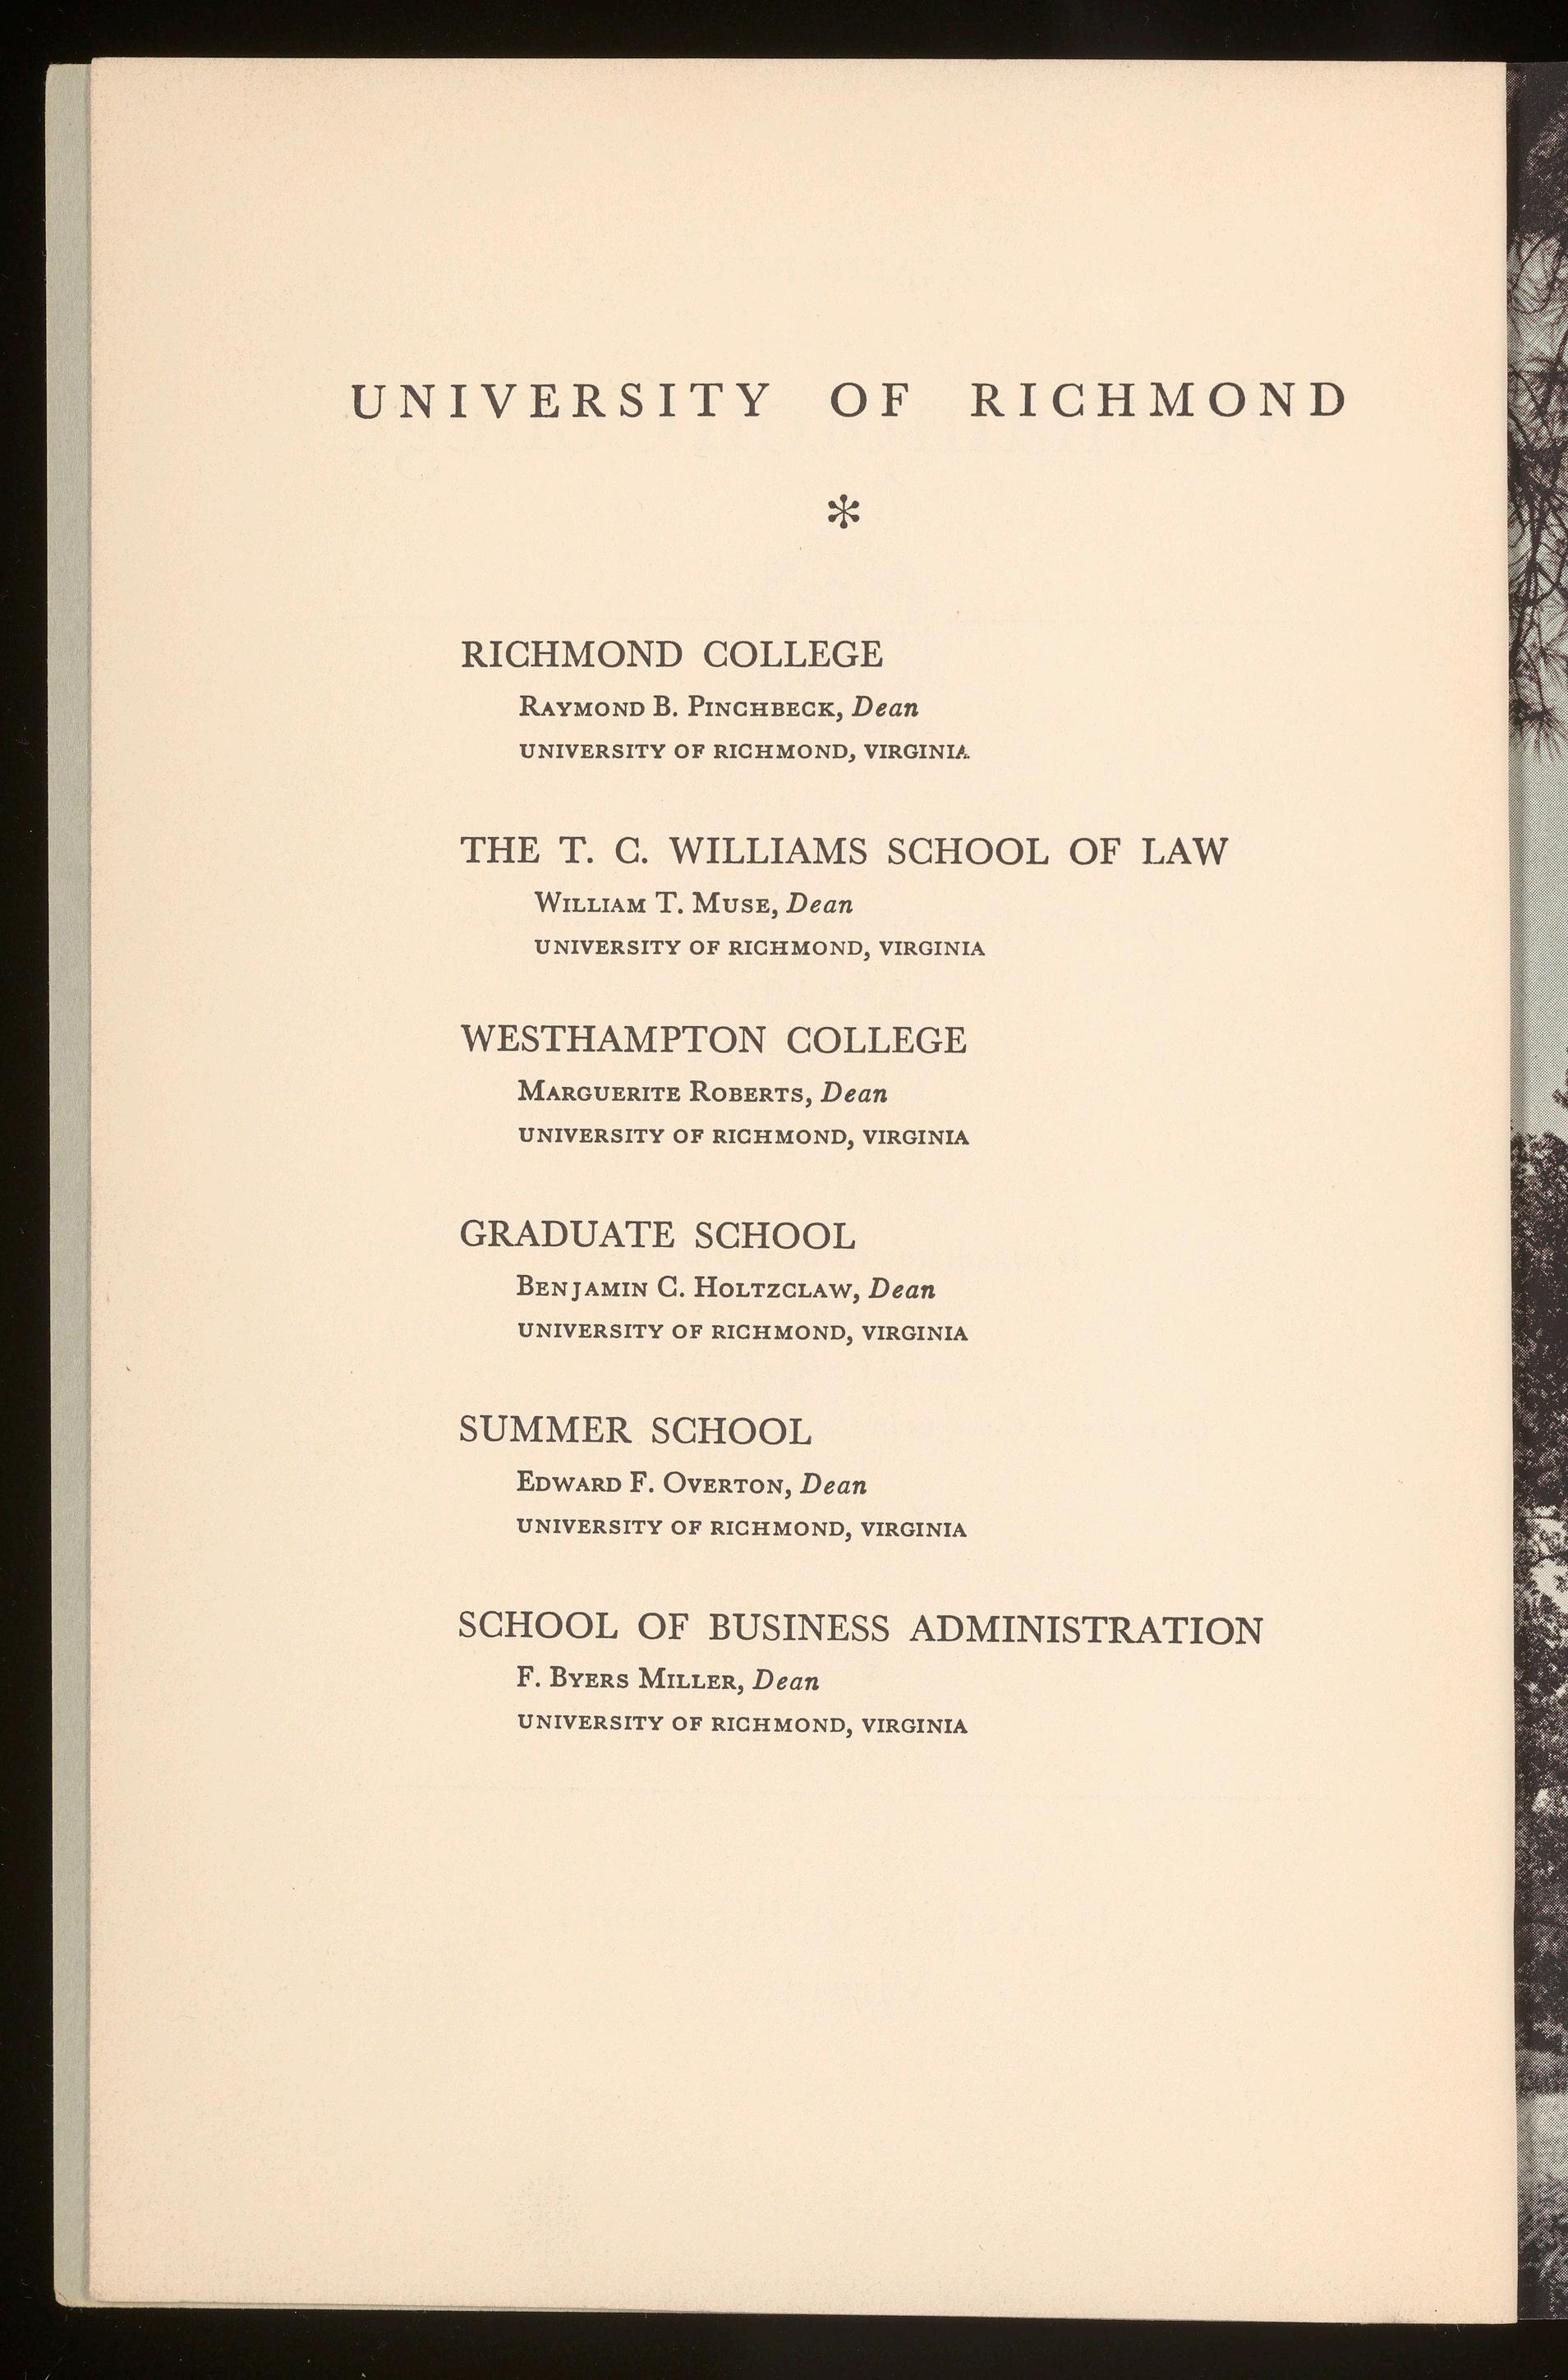 UNIVERSITY OF RICHMOND
*
RICHMOND COLLEGE
Raymond B. Pinchbeck, Dean
UNIVERSITY OF RICHMOND, VIRGINIA
THE T. C. WILLIAMS SCHOOL OF LAW
William T. Muse, Dean
UNIVERSITY OF RICHMOND, VIRGINIA
WESTHAMPTON COLLEGE
Marguerite Roberts, Dean
UNIVERSITY OF RICHMOND, VIRGINIA
GRADUATE SCHOOL
Benjamin C. Holtzclaw, Dean
UNIVERSITY OF RICHMOND, VIRGINIA
SUMMER SCHOOL
Edward F. Overton, Dean
UNIVERSITY OF RICHMOND, VIRGINIA
SCHOOL OF BUSINESS ADMINISTRATION
F. Byers Miller, Dean
UNIVERSITY OF RICHMOND, VIRGINIA